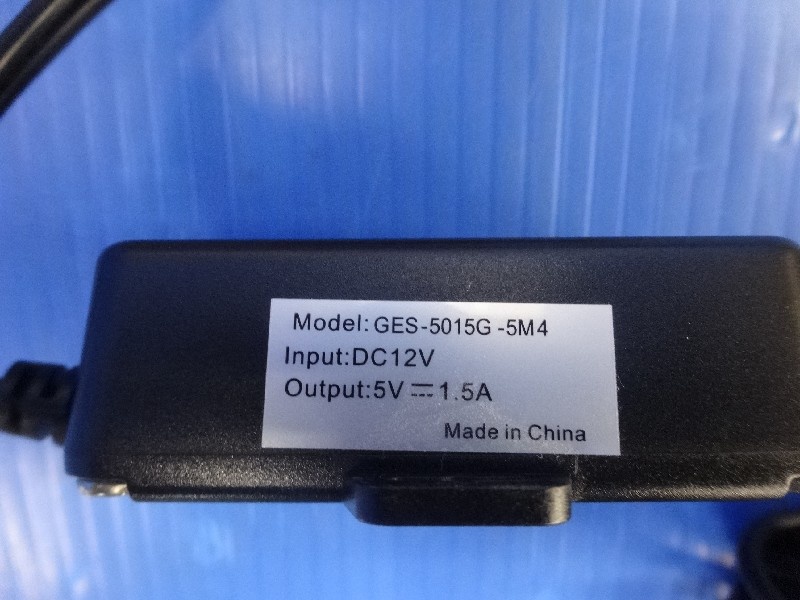 Model: GES-5015G -5M4
Input:DC12V
Output:5V ⎓ 1.5A
Made in China